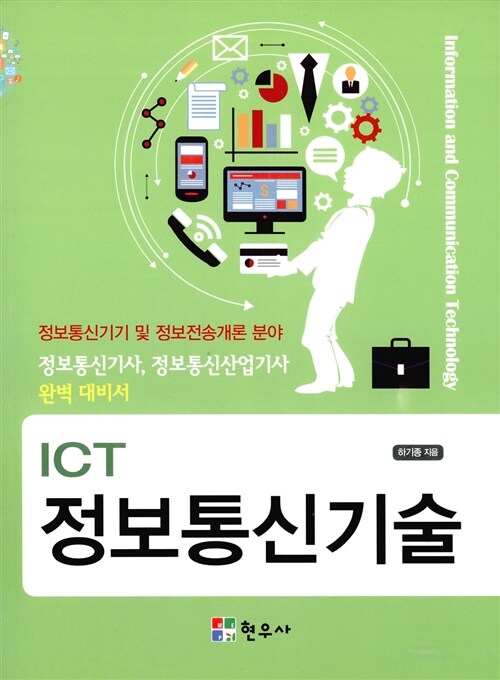 Information and Communication Technology
정보통신기기 및 정보전송개론 분야
정보통신기사, 정보통신산업기사
완벽 대비서
ICT
하기종 지음
정보통신기술
현우사